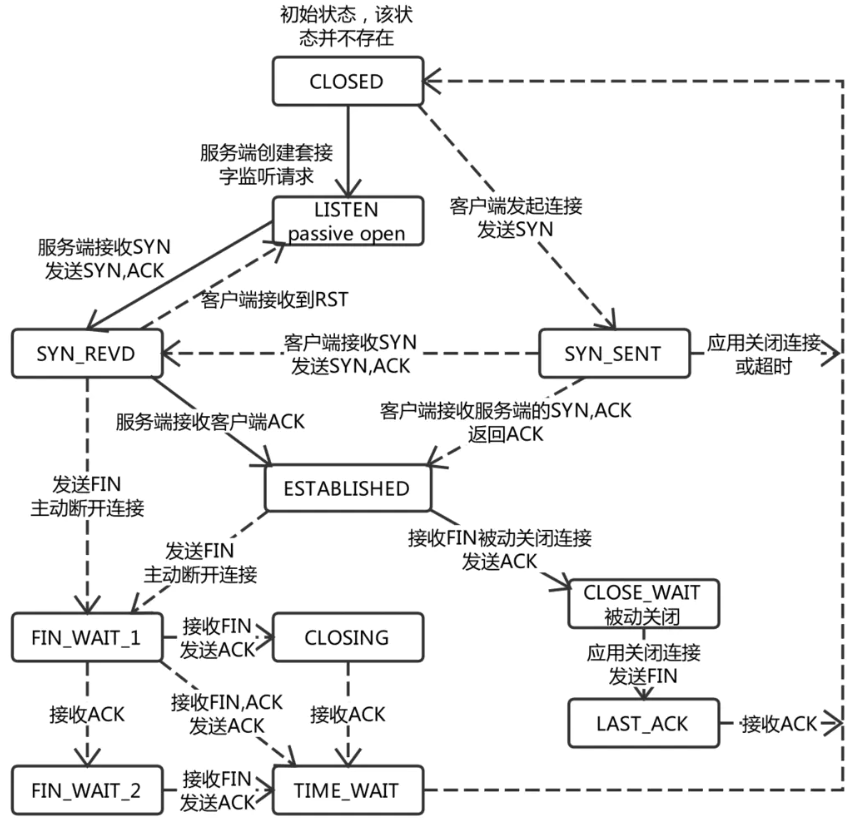 初始状态，该状
态并不存在
CLOSED
服务端创建套接
字监听请求
LISTEN
passive open
客户端发起连接
发送SYN
服务端接收SYN
发送SYN,ACK
客户端接收到RST
SYN_REVD
客户端接收SYN
发送SYN,ACK
SYN_SENT
应用关闭连接
或超时
服务端接收客户端ACK
客户端接收服务端的SYN,ACK
返回ACK
ESTABLISHED
发送FIN
主动断开连接
发送FIN
主动断开连接
接收FIN被动关闭连接
发送ACK
CLOSE_WAIT
被动关闭
FIN_WAIT_1
接收FIN
发送ACK
CLOSING
应用关闭连接
发送FIN
接收ACK
接收FIN,ACK
发送ACK
接收ACK
LAST_ACK
接收ACK
FIN_WAIT_2
接收FIN
发送ACK
TIME_WAIT